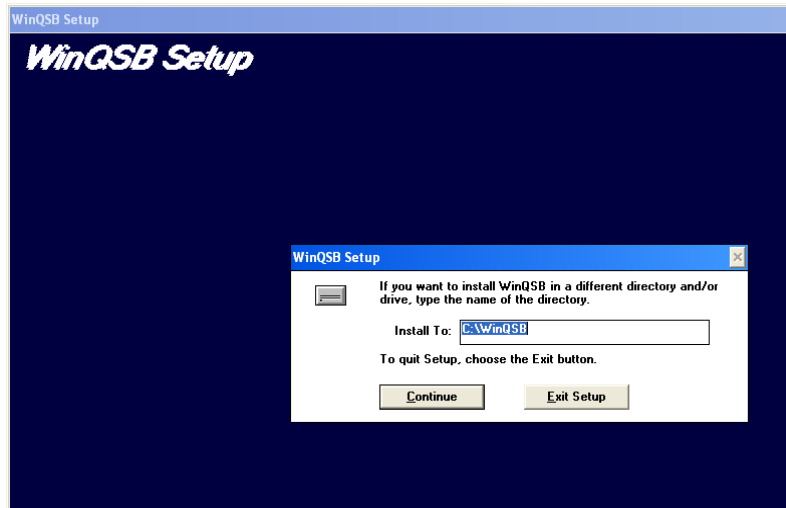 WinQSB Setup
WinQSB Setup
WinQSB Setup
If you want to install WinQSB in a different directory and/or
drive, type the name of the directory.
Install To: C:\WinQSB
To quit Setup, choose the Exit button.
Continue Exit Setup